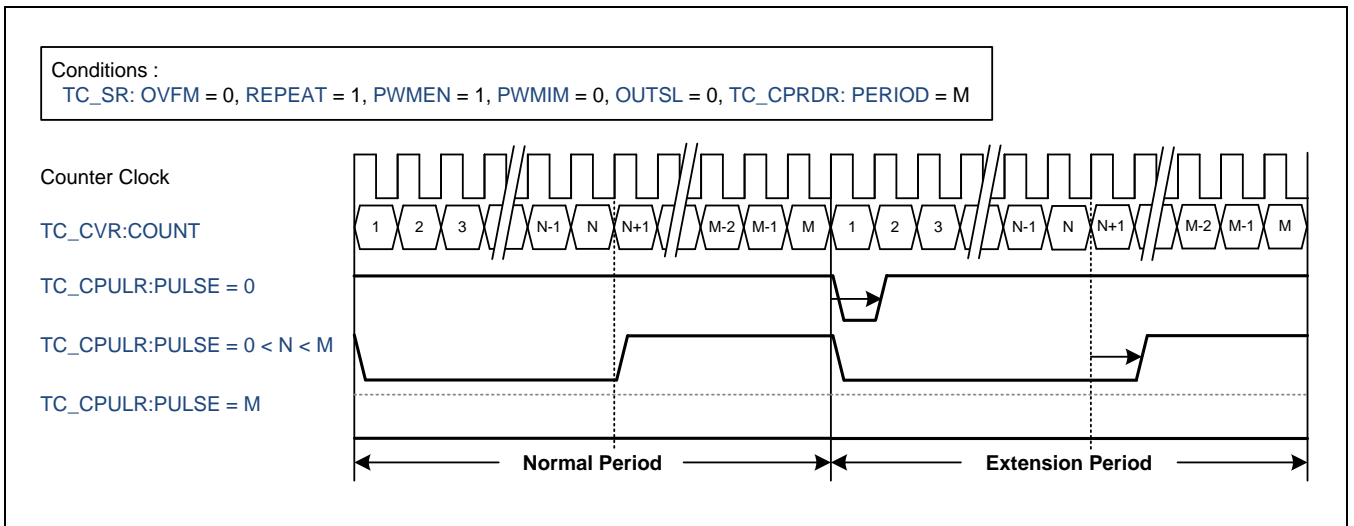 Conditions :
TC_SR: OVFM = 0, REPEAT = 1, PWMEN = 1, PWMIM = 0, OUTSL = 0, TC_CPRDR: PERIOD = M
Counter Clock
TC_CVR:COUNT
1 2 3 N-1 N N+1 M-2 M-1 M 1 2 3 N-1 N N+1 M-2 M-1 M
TC_CPULR:PULSE = 0
TC_CPULR:PULSE = 0 < N < M
TC_CPULR:PULSE = M
Normal Period Extension Period